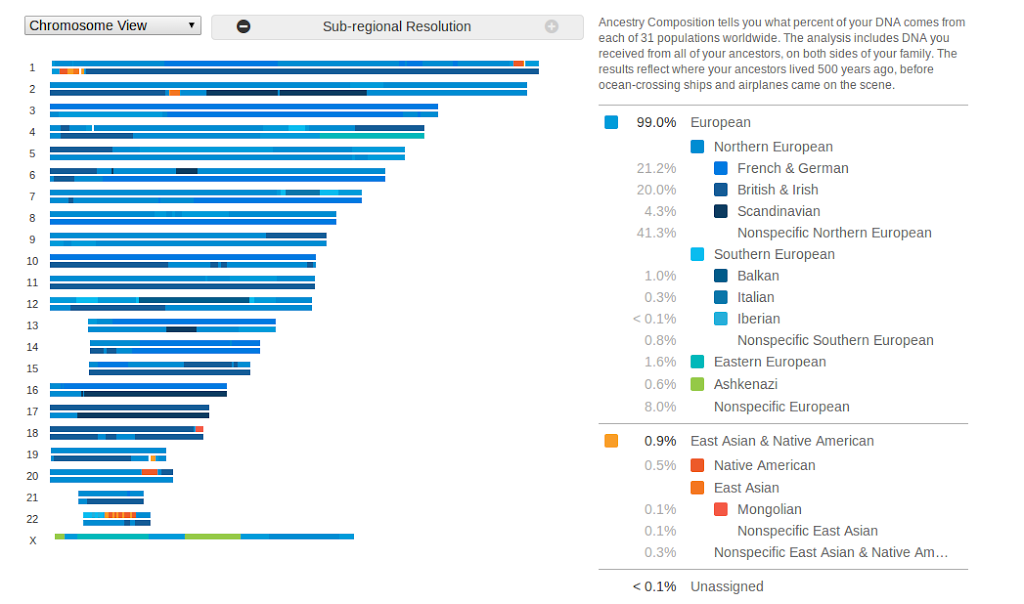 Chromosome View
Sub-regional Resolution
1
2
3
4
5
6
7
8
9
10
11
12
13
14
15
16
17
18
19
20
21
22
X
Ancestry Composition tells you what percent of your DNA comes from
each of 31 populations worldwide. The analysis includes DNA you
received from all of your ancestors, on both sides of your family. The
results reflect where your ancestors lived 500 years ago, before
ocean-crossing ships and airplanes came on the scene.
99.0% European
Northern European
21.2% French & German
20.0% British & Irish
4.3% Scandinavian
41.3% Nonspecific Northern European
Southern European
1.0% Balkan
0.3% Italian
< 0.1% Iberian
0.8% Nonspecific Southern European
1.6% Eastern European
0.6% Ashkenazi
8.0% Nonspecific European
0.9% East Asian & Native American
0.5% Native American
East Asian
0.1% Mongolian
0.1% Nonspecific East Asian
0.3% Nonspecific East Asian & Native Am…
< 0.1% Unassigned